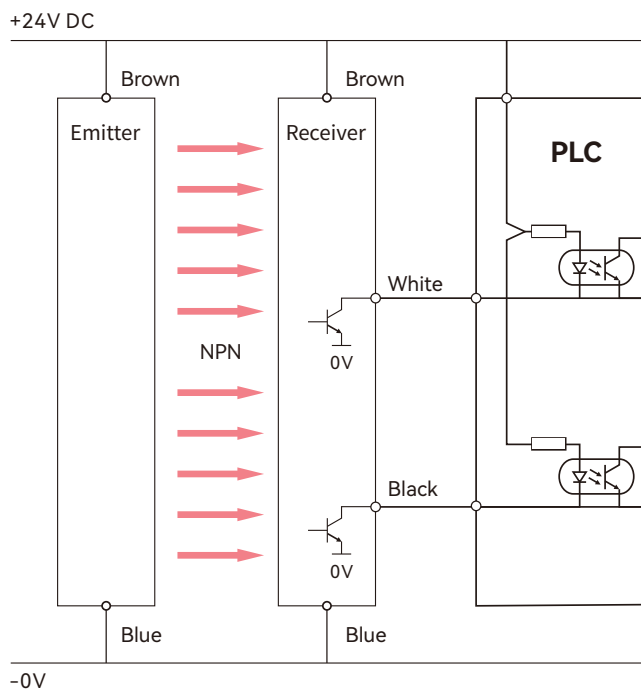 +24V DC
Brown
Brown
Emitter
Receiver
PLC
White
NPN
0V
Black
0V
Blue
Blue
-0V